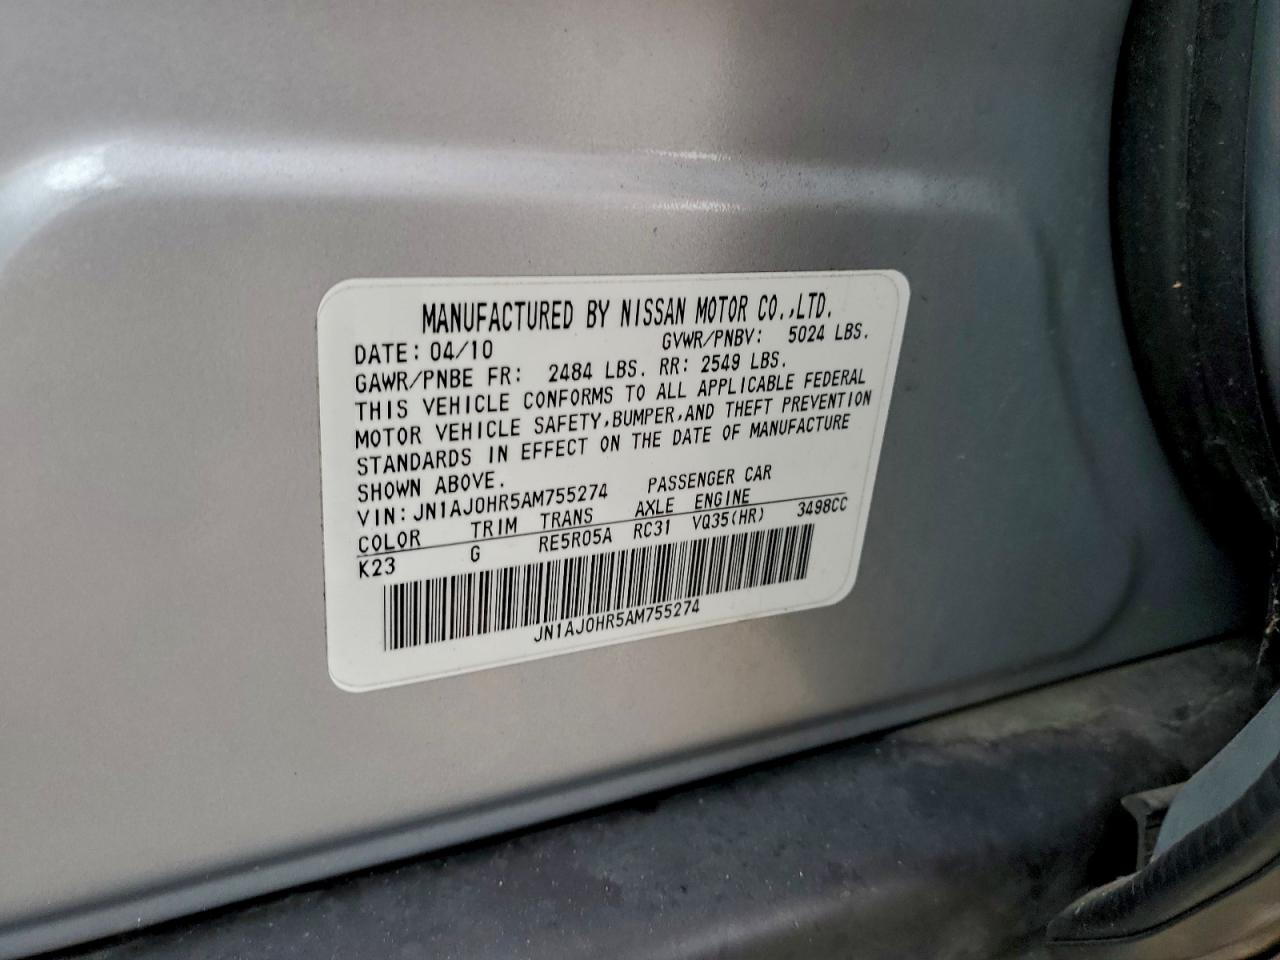 MANUFACTURED BY NISSAN MOTOR CO.,LTD.
DATE: 04/10 GVWR/PNBV: 5024 LBS.
GAWR/PNBE FR: 2484 LBS. RR: 2549 LBS.
THIS VEHICLE CONFORMS TO ALL APPLICABLE FEDERAL
MOTOR VEHICLE SAFETY,BUMPER,AND THEFT PREVENTION
STANDARDS IN EFFECT ON THE DATE OF MANUFACTURE
SHOWN ABOVE.
VIN: JN1AJ0HR5AM755274 PASSENGER CAR
COLOR TRIM TRANS AXLE ENGINE
K23 G RE5R05A RC31 VQ35(HR) 3498CC
JN1AJ0HR5AM755274